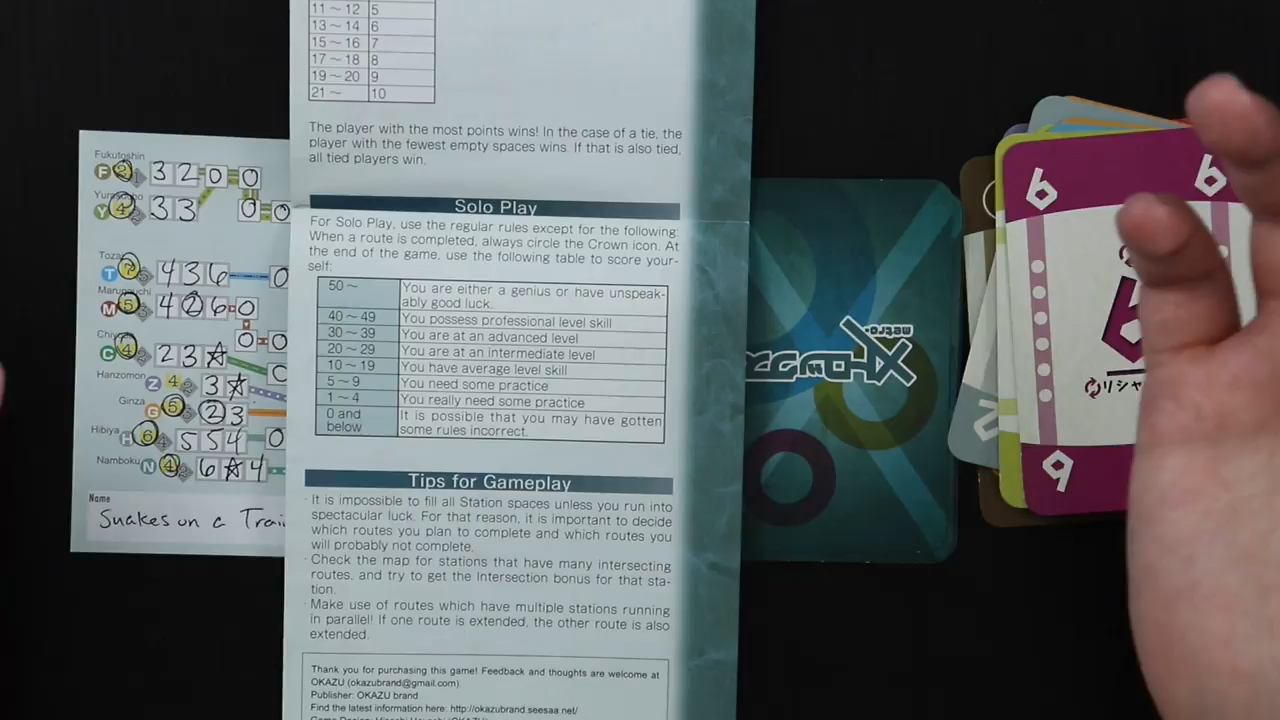 11~12 5
13~14 6
15~16 7
17~18 8
19~20 9
21~ 10
The player with the most points wins! In the case of a tie, the
player with the fewest empty spaces wins. If that is also tied,
all tied players win.
Solo Play
For Solo Play, use the regular rules except for the following:
When a route is completed, always circle the Crown icon. At
the end of the game, use the following table to score your-
self:
50~ You are either a genius or have unspeak-
ably good luck.
40~49 You possess professional level skill
30~39 You are at an advanced level
20~29 You are at an intermediate level
10~19 You have average level skill
5~9 You need some practice
1~4 You really need some practice
0 and
below
It is possible that you may have gotten
some rules incorrect.
Tips for Gameplay
· It is impossible to fill all Station spaces unless you run into
spectacular luck. For that reason, it is important to decide
which routes you plan to complete and which routes you
will probably not complete.
· Check the map for stations that have many intersecting
routes, and try to get the Intersection bonus for that sta-
tion.
· Make use of routes which have multiple stations running
in parallel! If one route is extended, the other route is also
extended.
Thank you for purchasing this game! Feedback and thoughts are welcome at
OKAZU (okazubrand@gmail.com)
Publisher: OKAZU brand
Find the latest information here: http://okazubrand.seesaa.net/
Fukutoshin
F 2 3 2 0 0
Y 4 3 3 0 0
T 7 5 4 3 6 0
M 5 4 2 6 0
0
C 4 2 3 ☆
Hanzomon
Z 4 2 3 ☆
Ginza
G 5 2 3
Hibiya
H 6 4 5 5 4 0
Namboku
N 4 2 6 ☆ 4
Name
Snakes on a
METRO
6
6
6
リシャ